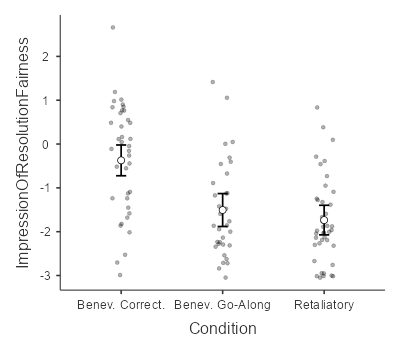 ImpressionOfResolutionFairness
2
1
0
-1
-2
-3
Benev. Correct. Benev. Go-Along Retaliatory
Condition